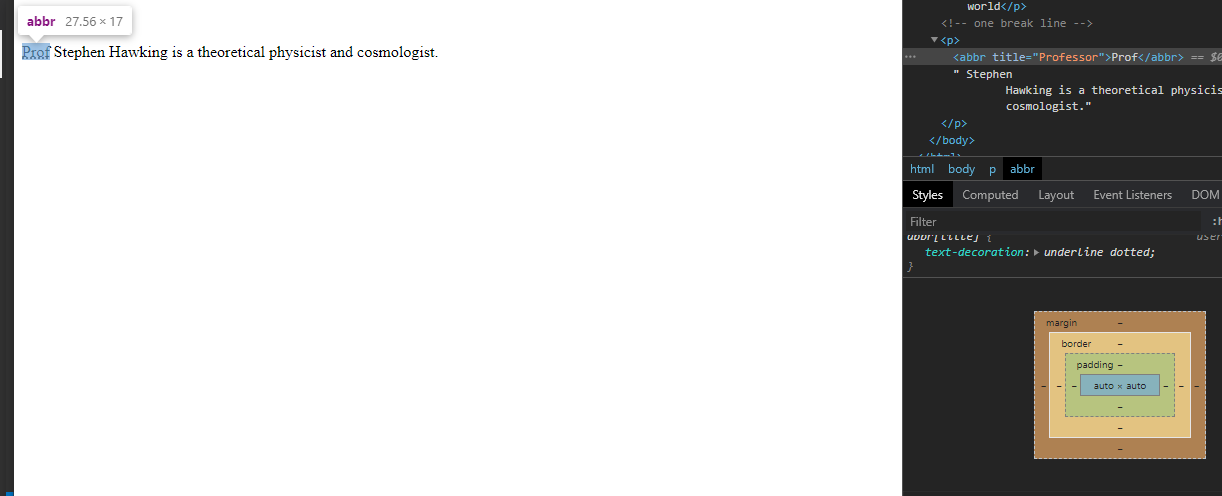 abbr 27.56 × 17
Prof Stephen Hawking is a theoretical physicist and cosmologist.
world</p>
<!-- one break line -->
<p>
<abbr title="Professor">Prof</abbr> == $0
" Stephen
Hawking is a theoretical physicis
cosmologist."
</p>
</body>
</html>
html body p abbr
Styles Computed Layout Event Listeners DOM
Filter :h
abbr[title] { user
text-decoration: underline dotted;
}
margin –
border –
padding –
– – – auto × auto – – –
–
–
–